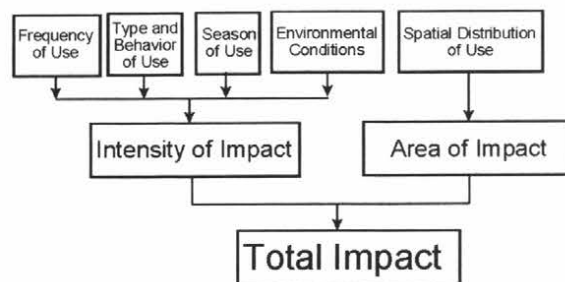 Frequency
of Use
Type and
Behavior
of Use
Season
of Use
Environmental
Conditions
Spatial Distribution
of Use
Intensity of Impact
Area of Impact
Total Impact